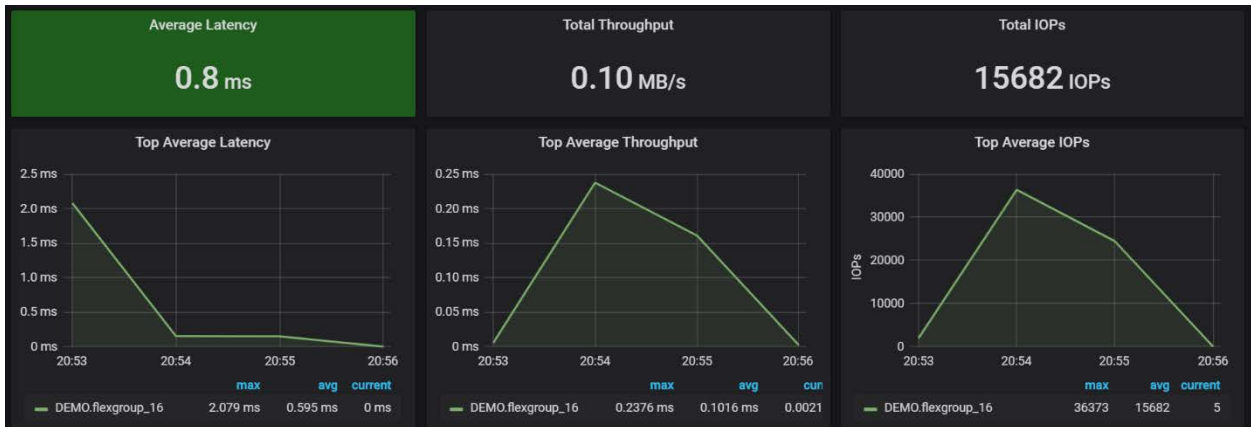 Average Latency
0.8 ms
Total Throughput
0.10 MB/s
Total IOPs
15682 IOPs
Top Average Latency
2.5 ms
2.0 ms
1.5 ms
1.0 ms
0.5 ms
0 ms
20:53 20:54 20:55 20:56
max avg current
DEMO.flexgroup_16 2.079 ms 0.595 ms 0 ms
Top Average Throughput
0.25 ms
0.20 ms
0.15 ms
0.10 ms
0.05 ms
0 ms
20:53 20:54 20:55 20:56
max avg curr
DEMO.flexgroup_16 0.2376 ms 0.1016 ms 0.0021
Top Average IOPs
IOPs
40000
30000
20000
10000
0
20:53 20:54 20:55 20:56
max avg current
DEMO.flexgroup_16 36373 15682 5